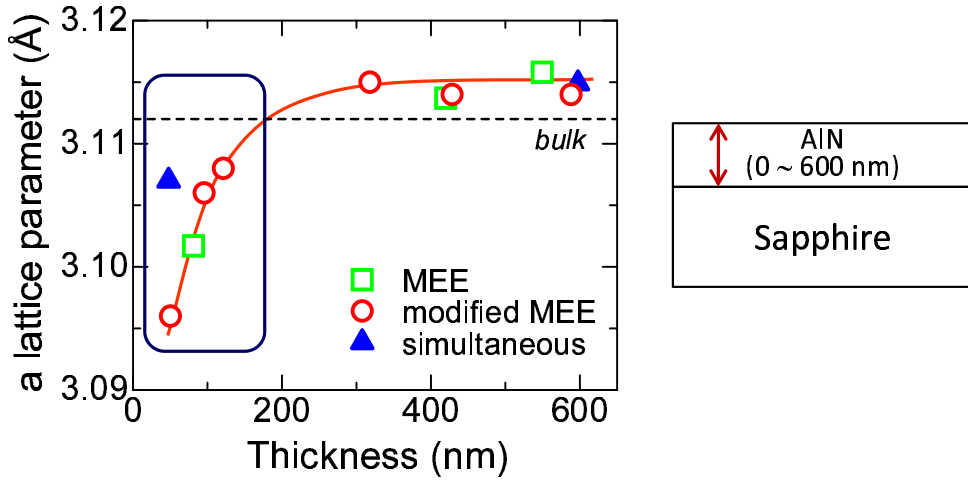 a lattice parameter (Å)
3.12
3.11
3.10
3.09
bulk
MEE
modified MEE
simultaneous
0
200
400
600
Thickness (nm)
AlN
(0 ~ 600 nm)
Sapphire